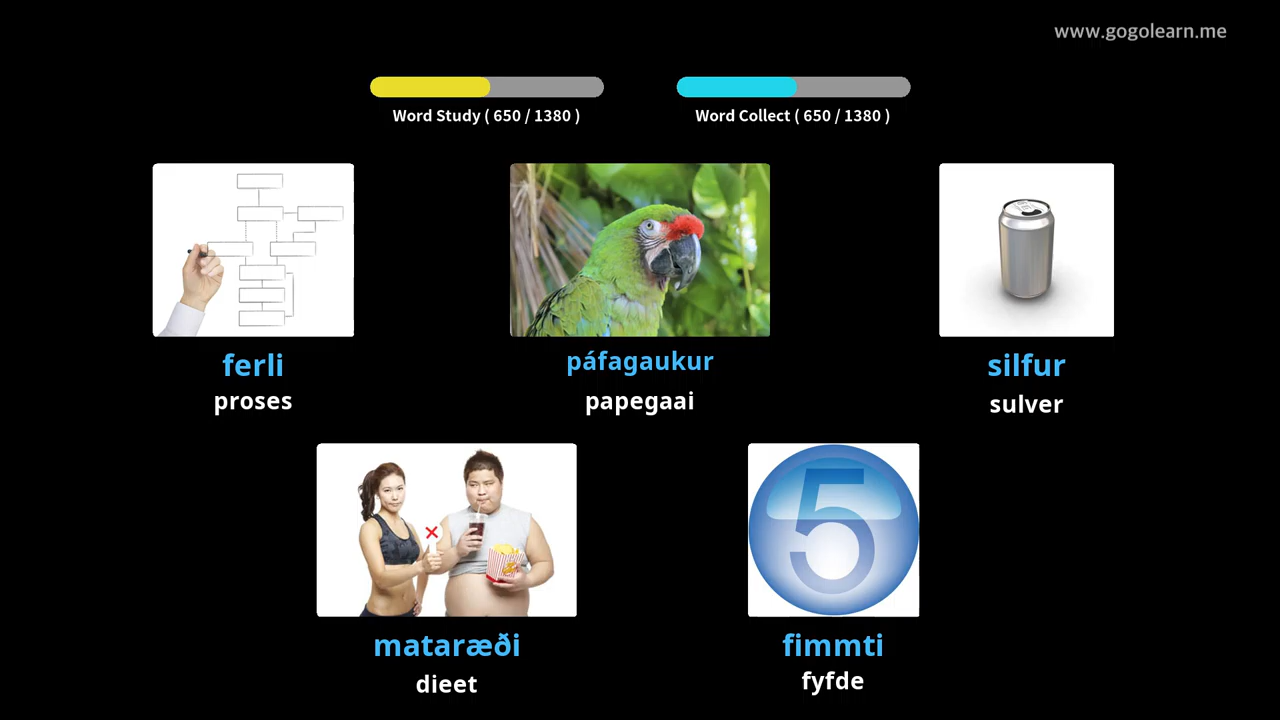 www.gogolearn.me
Word Study ( 650 / 1380 )
Word Collect ( 650 / 1380 )
ferli
proses
páfagaukur
papegaai
silfur
sulver
5
mataræði
dieet
fimmti
fyfde